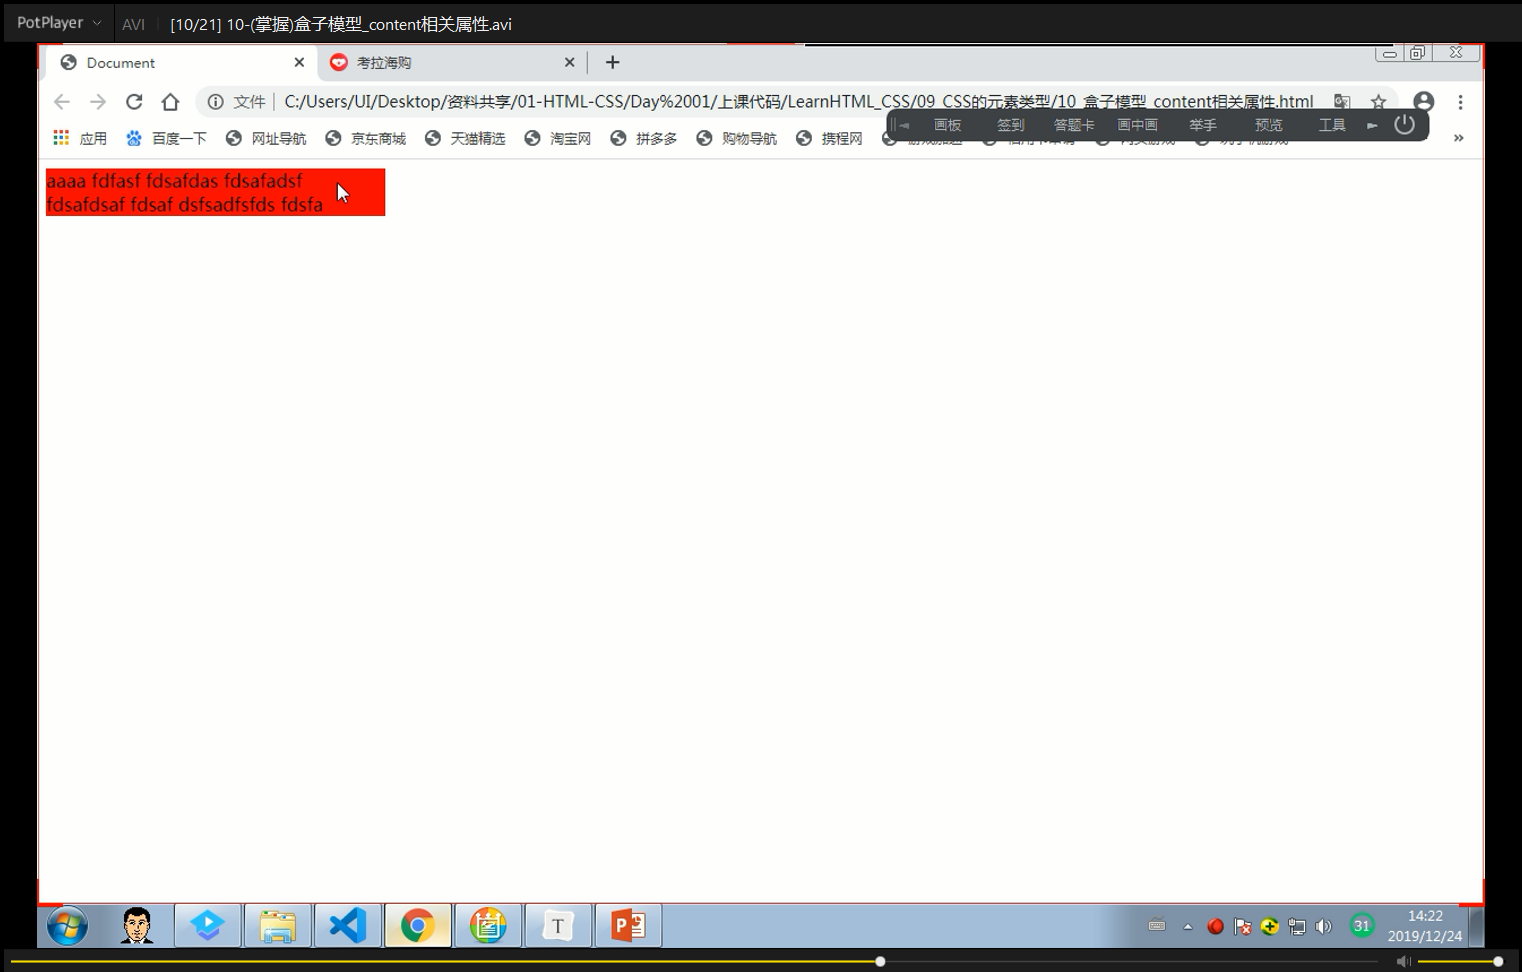 PotPlayer AVI [10/21] 10-(掌握)盒子模型_content相关属性.avi
Document 考拉海购
文件 C:/Users/UI/Desktop/资料共享/01-HTML-CSS/Day%2001/上课代码/LearnHTML_CSS/09_CSS的元素类型/10_盒子模型_content相关属性.html
画板 签到 答题卡 画中画 举手 预览 工具
应用 百度一下 网址导航 京东商城 天猫精选 淘宝网 拼多多 购物导航 携程网
aaaa fdfasf fdsafdas fdsafadsf
fdsafdsaf fdsaf dsfsadfsfds fdsfa
T
P
31
14:22
2019/12/24